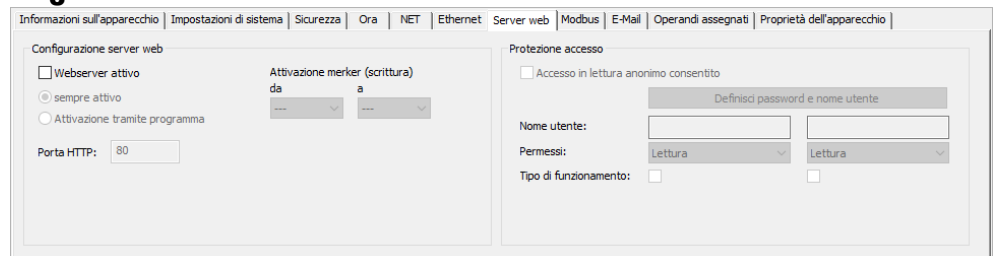 Informazioni sull'apparecchio Impostazioni di sistema Sicurezza Ora NET Ethernet Server web Modbus E-Mail Operandi assegnati Proprietà dell'apparecchio
Configurazione server web
Webserver attivo
sempre attivo
Attivazione tramite programma
Attivazione merker (scrittura)
da a
--- ---
Porta HTTP: 80
Protezione accesso
Accesso in lettura anonimo consentito
Definisci password e nome utente
Nome utente:
Permessi: Lettura Lettura
Tipo di funzionamento: